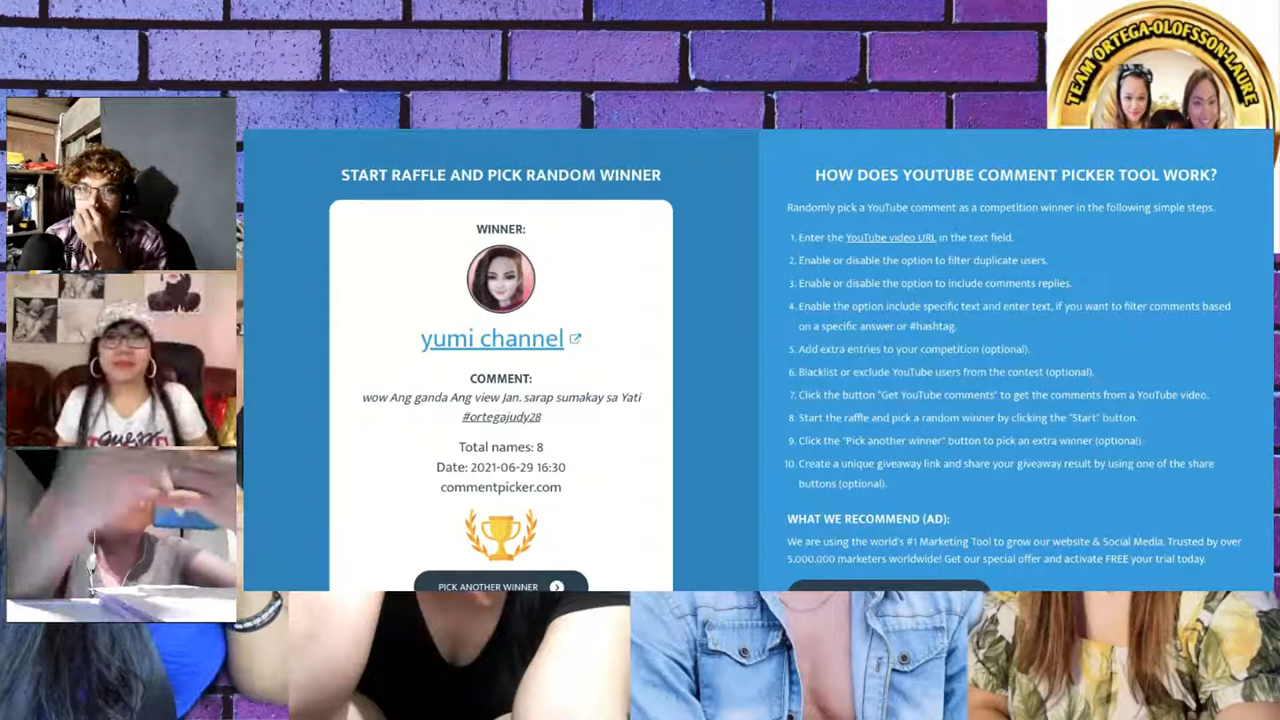 TEAM ORTEGA-OLOFSSON-LAURE
START RAFFLE AND PICK RANDOM WINNER
WINNER:
yumi channel
COMMENT:
wow Ang ganda Ang view Jan. sarap sumakay sa Yati
#ortegajudy28
Total names: 8
Date: 2021-06-29 16:30
commentpicker.com
PICK ANOTHER WINNER
HOW DOES YOUTUBE COMMENT PICKER TOOL WORK?
Randomly pick a YouTube comment as a competition winner in the following simple steps.
1. Enter the YouTube video URL in the text field.
2. Enable or disable the option to filter duplicate users.
3. Enable or disable the option to include comments replies.
4. Enable the option include specific text and enter text, if you want to filter comments based
on a specific answer or #hashtag.
5. Add extra entries to your competition (optional).
6. Blacklist or exclude YouTube users from the contest (optional).
7. Click the button "Get YouTube comments" to get the comments from a YouTube video.
8. Start the raffle and pick a random winner by clicking the "Start" button.
9. Click the "Pick another winner" button to pick an extra winner (optional).
10. Create a unique giveaway link and share your giveaway result by using one of the share
buttons (optional).
WHAT WE RECOMMEND (AD):
We are using the world's #1 Marketing Tool to grow our website & Social Media. Trusted by over
5.000.000 marketers worldwide! Get our special offer and activate FREE your trial today.